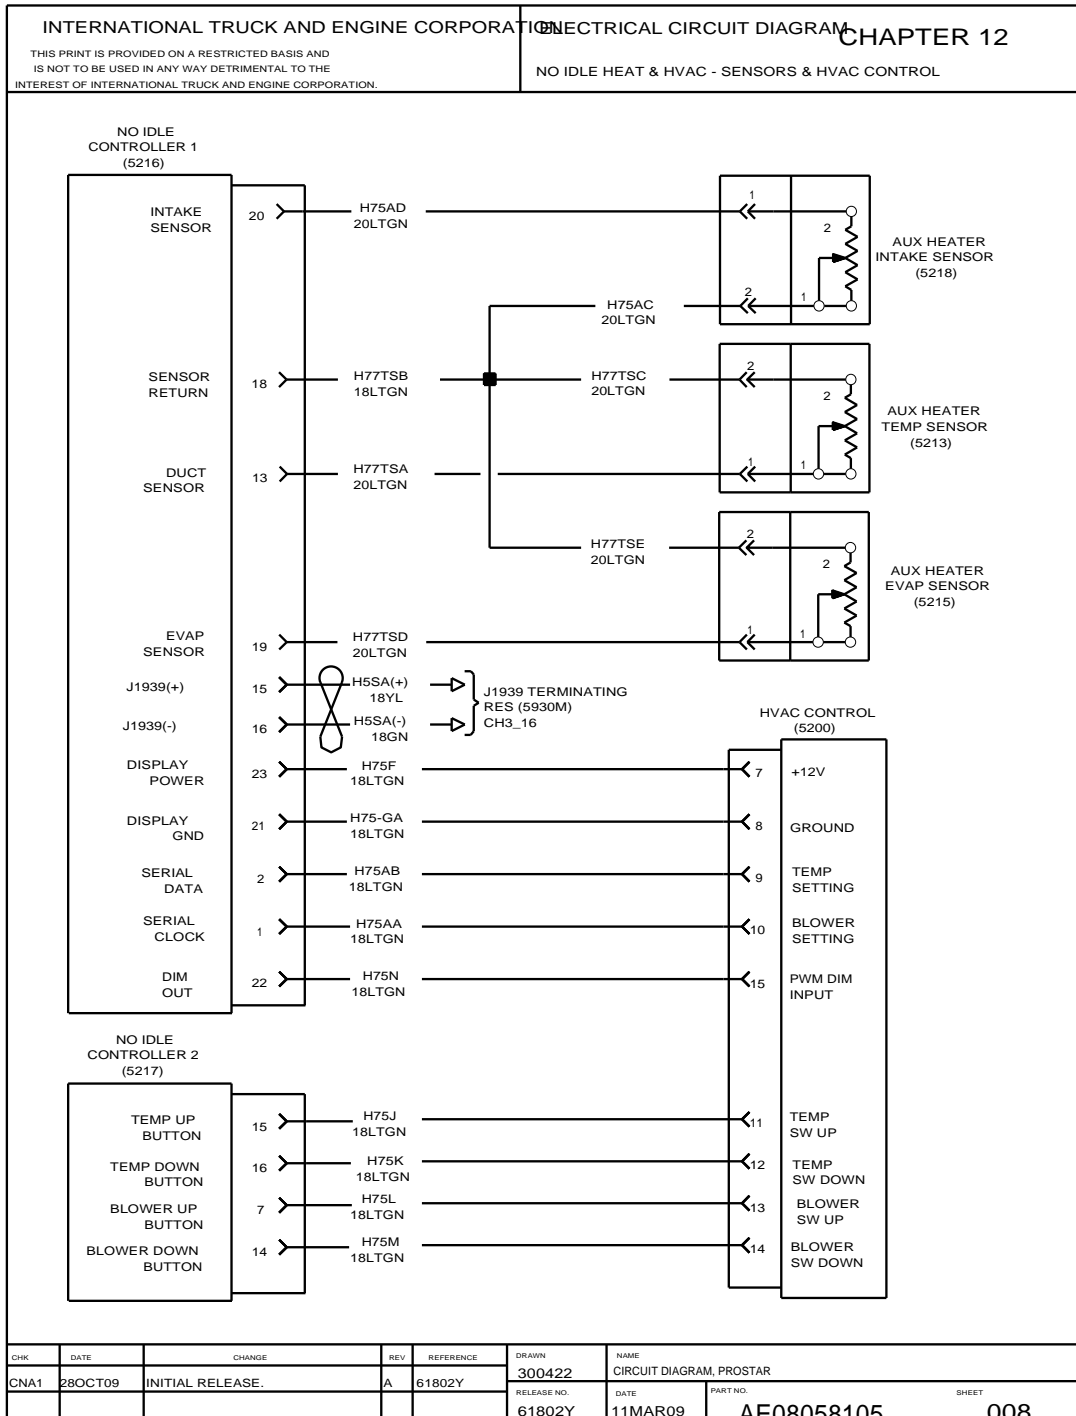 INTERNATIONAL TRUCK AND ENGINE CORPORATION
THIS PRINT IS PROVIDED ON A RESTRICTED BASIS AND
IS NOT TO BE USED IN ANY WAY DETRIMENTAL TO THE
INTEREST OF INTERNATIONAL TRUCK AND ENGINE CORPORATION.
ELECTRICAL CIRCUIT DIAGRAM
CHAPTER 12
NO IDLE HEAT & HVAC - SENSORS & HVAC CONTROL
NO IDLE
CONTROLLER 1
(5216)
INTAKE
SENSOR
20
H75AD
20LTGN
1
2
AUX HEATER
INTAKE SENSOR
(5218)
H75AC
20LTGN
2
1
SENSOR
RETURN
18
H77TSB
18LTGN
H77TSC
20LTGN
2
2
AUX HEATER
TEMP SENSOR
(5213)
DUCT
SENSOR
13
H77TSA
20LTGN
1
1
H77TSE
20LTGN
2
2
AUX HEATER
EVAP SENSOR
(5215)
EVAP
SENSOR
19
H77TSD
20LTGN
1
1
J1939(+)
15
H5SA(+)
18YL
J1939(-)
16
H5SA(-)
18GN
J1939 TERMINATING
RES (5930M)
CH3_16
HVAC CONTROL
(5200)
DISPLAY
POWER
23
H75F
18LTGN
7
+12V
DISPLAY
GND
21
H75-GA
18LTGN
8
GROUND
SERIAL
DATA
2
H75AB
18LTGN
9
TEMP
SETTING
SERIAL
CLOCK
1
H75AA
18LTGN
10
BLOWER
SETTING
DIM
OUT
22
H75N
18LTGN
15
PWM DIM
INPUT
NO IDLE
CONTROLLER 2
(5217)
TEMP UP
BUTTON
15
H75J
18LTGN
11
TEMP
SW UP
TEMP DOWN
BUTTON
16
H75K
18LTGN
12
TEMP
SW DOWN
BLOWER UP
BUTTON
7
H75L
18LTGN
13
BLOWER
SW UP
BLOWER DOWN
BUTTON
14
H75M
18LTGN
14
BLOWER
SW DOWN
CHK DATE CHANGE REV REFERENCE
CNA1 28OCT09 INITIAL RELEASE. A 61802Y
DRAWN
300422
NAME
CIRCUIT DIAGRAM, PROSTAR
RELEASE NO.
61802Y
DATE
11MAR09
PART NO.
AE08058105
SHEET
008